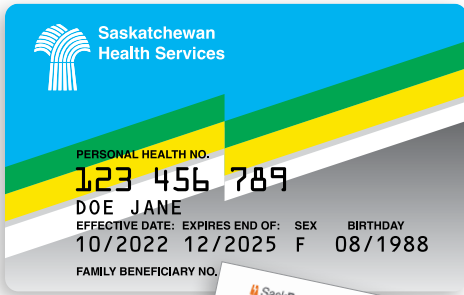 Saskatchewan
Health Services
PERSONAL HEALTH NO.
123 456 789
DOE JANE
EFFECTIVE DATE: EXPIRES END OF: SEX BIRTHDAY
10/2022 12/2025 F 08/1988
FAMILY BENEFICIARY NO.